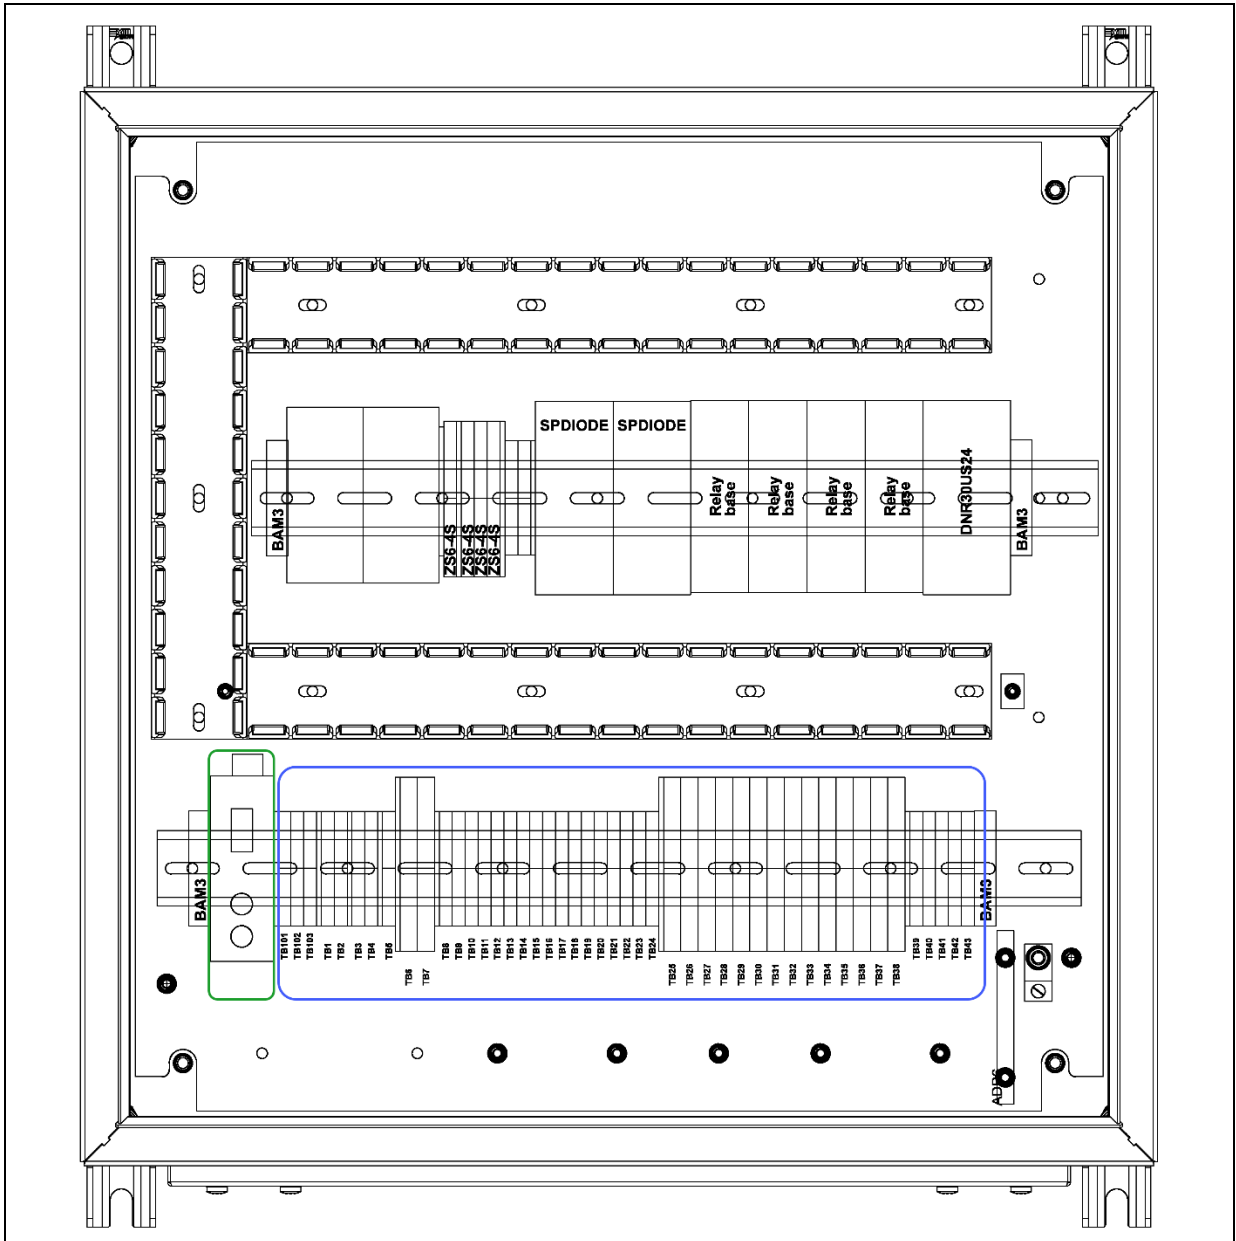 SPDIODE SPDIODE
BAM3
ZS6-4S
ZS6-4S
ZS6-4S
ZS6-4S
Relay
base
Relay
base
Relay
base
Relay
base
DNR30US24
BAM3
BAM3
TB101
TB102
TB103
TB1
TB2
TB3
TB4
TB5
TB6
TB7
TB8
TB9
TB10
TB11
TB12
TB13
TB14
TB15
TB16
TB17
TB18
TB19
TB20
TB21
TB22
TB23
TB24
TB25
TB26
TB27
TB28
TB29
TB30
TB31
TB32
TB33
TB34
TB35
TB36
TB37
TB38
TB39
TB40
TB41
TB42
TB43
BAM3